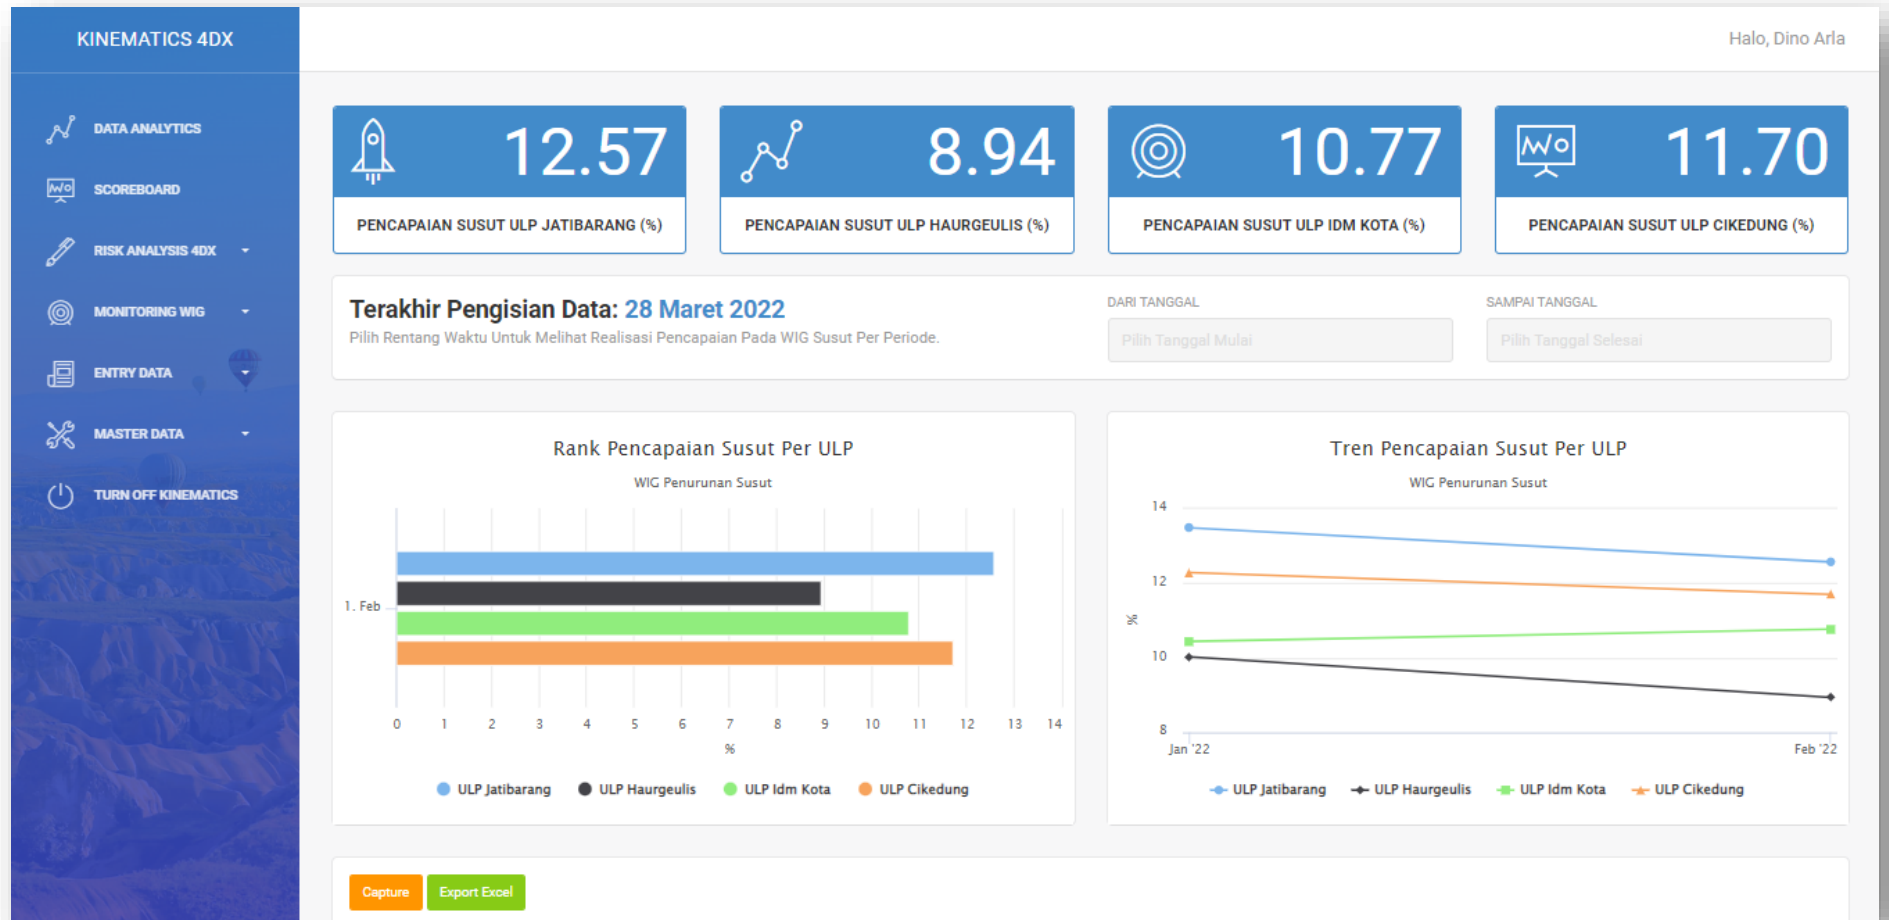 KINEMATICS 4DX
Halo, Dino Arla
DATA ANALYTICS
SCOREBOARD
RISK ANALYSIS 4DX
MONITORING WIG
ENTRY DATA
MASTER DATA
TURN OFF KINEMATICS
12.57
PENCAPAIAN SUSUT ULP JATIBARANG (%)
8.94
PENCAPAIAN SUSUT ULP HAURGEULIS (%)
10.77
PENCAPAIAN SUSUT ULP IDM KOTA (%)
11.70
PENCAPAIAN SUSUT ULP CIKEDUNG (%)
Terakhir Pengisian Data: 28 Maret 2022
Pilih Rentang Waktu Untuk Melihat Realisasi Pencapaian Pada WIG Susut Per Periode.
DARI TANGGAL
Pilih Tanggal Mulai
SAMPAI TANGGAL
Pilih Tanggal Selesai
Rank Pencapaian Susut Per ULP
WIG Penurunan Susut
1. Feb
0 1 2 3 4 5 6 7 8 9 10 11 12 13 14
%
ULP Jatibarang ULP Haurgeulis ULP Idm Kota ULP Cikedung
Tren Pencapaian Susut Per ULP
WIG Penurunan Susut
14
12
%
10
8
Jan '22 Feb '22
ULP Jatibarang ULP Haurgeulis ULP Idm Kota ULP Cikedung
Capture Export Excel